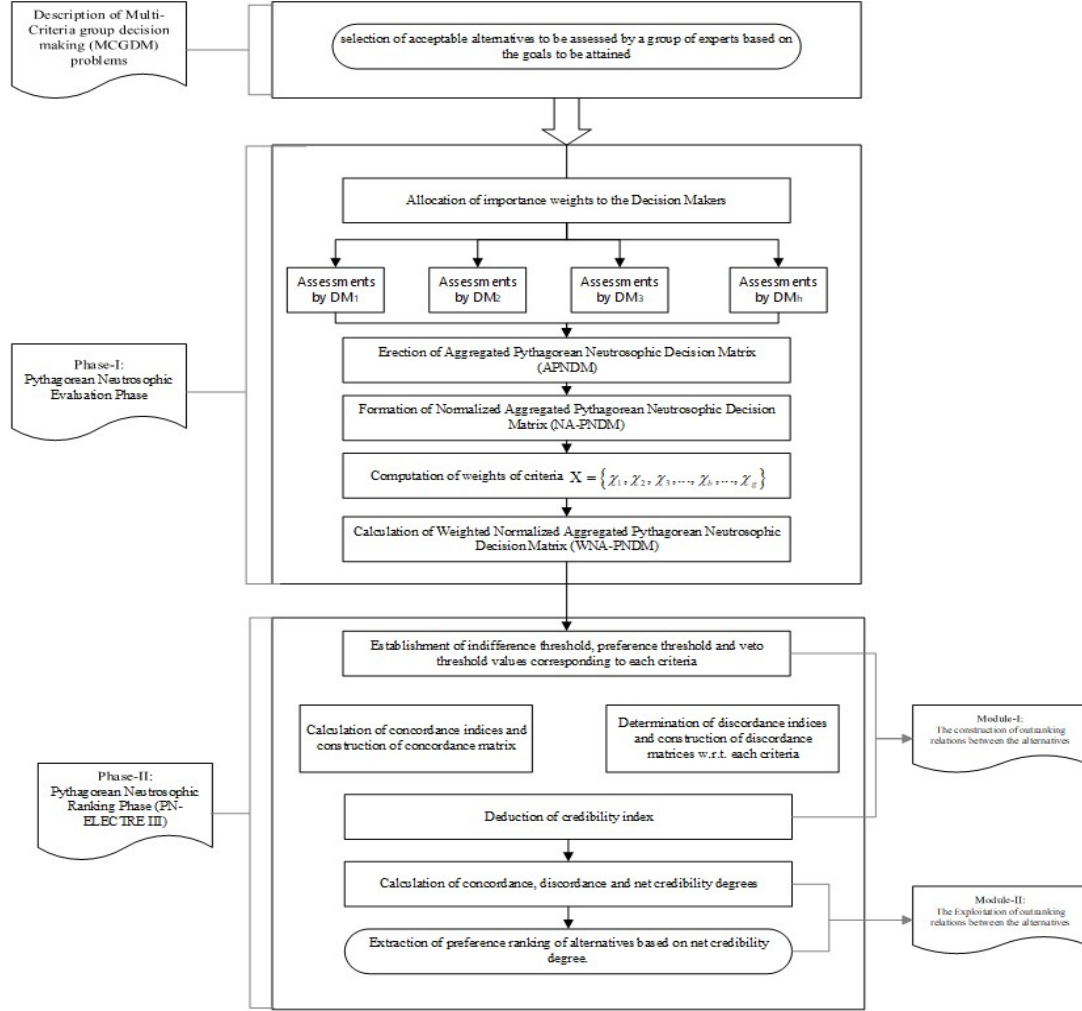 Description of Multi-
Criteria group decision
making (MCGDM)
problems
selection of acceptable alternatives to be assessed by a group of experts based on
the goals to be attained
Allocation of importance weights to the Decision Makers
Assessments
by DM1
Assessments
by DM2
Assessments
by DM3
Assessments
by DMh
Erection of Aggregated Pythagorean Neutrosophic Decision Matrix
(APNDM)
Phase-I:
Pythagorean Neutrosophic
Evaluation Phase
Formation of Normalized Aggregated Pythagorean Neutrosophic Decision
Matrix (NA-PNDM)
Computation of weights of criteria X = {χ1, χ2, χ3,..., χh,..., χg}
Calculation of Weighted Normalized Aggregated Pythagorean Neutrosophic
Decision Matrix (WNA-PNDM)
Establishment of indifference threshold, preference threshold and veto
threshold values corresponding to each criteria
Calculation of concordance indices and
construction of concordance matrix
Determination of discordance indices
and construction of discordance
matrices w.r.t. each criteria
Module-I:
The construction of outranking
relations between the alternatives
Phase-II:
Pythagorean Neutrosophic
Ranking Phase (PN-
ELECTRE III)
Deduction of credibility index
Calculation of concordance, discordance and net credibility degrees
Module-II:
The Exploitation of outranking
relations between the alternatives
Extraction of preference ranking of alternatives based on net credibility
degree.